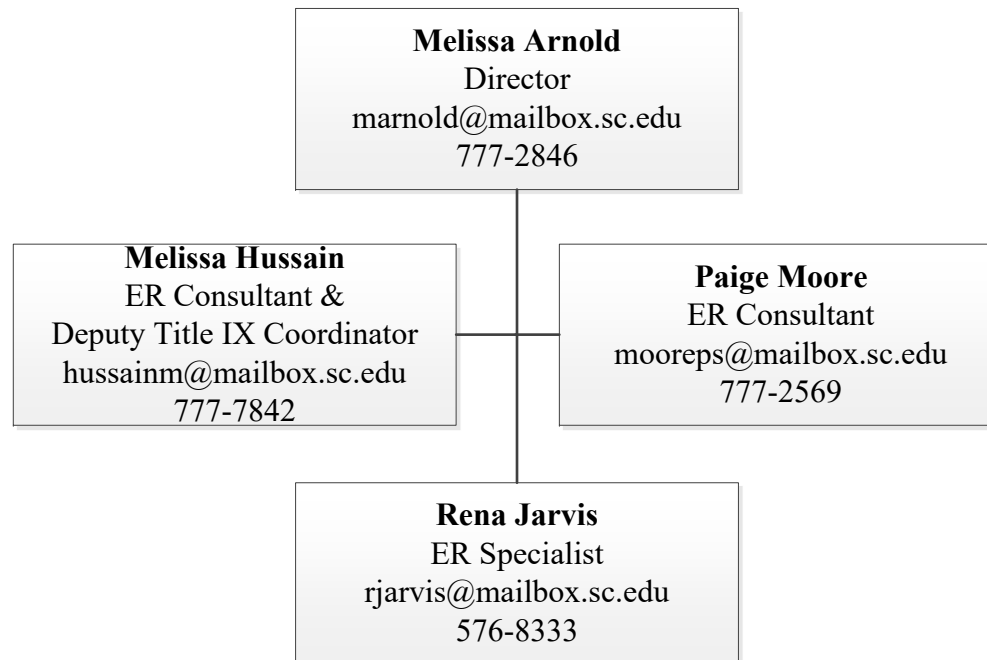 Melissa Arnold
Director
marnold@mailbox.sc.edu
777-2846
Melissa Hussain
ER Consultant &
Deputy Title IX Coordinator
hussainm@mailbox.sc.edu
777-7842
Paige Moore
ER Consultant
mooreps@mailbox.sc.edu
777-2569
Rena Jarvis
ER Specialist
rjarvis@mailbox.sc.edu
576-8333